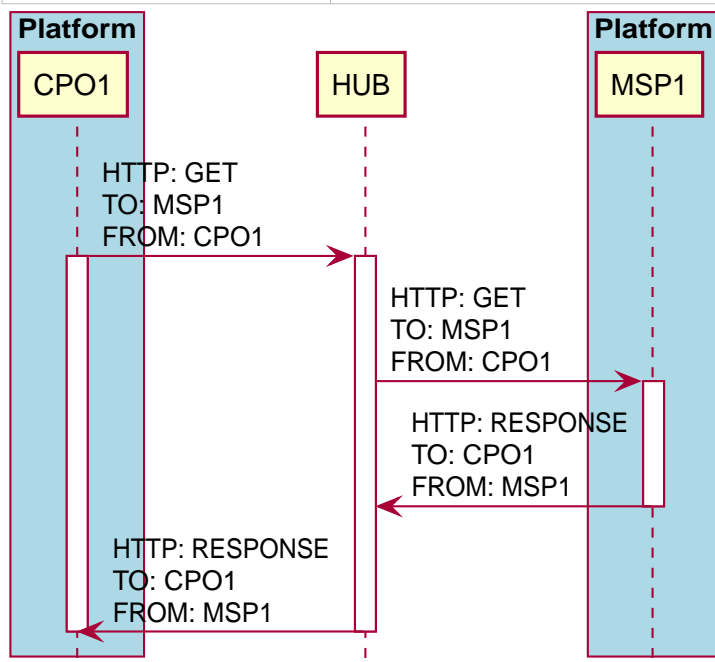 Platform
Platform
CPO1
HUB
MSP1
HTTP: GET
TO: MSP1
FROM: CPO1
HTTP: GET
TO: MSP1
FROM: CPO1
HTTP: RESPONSE
TO: CPO1
FROM: MSP1
HTTP: RESPONSE
TO: CPO1
FROM: MSP1